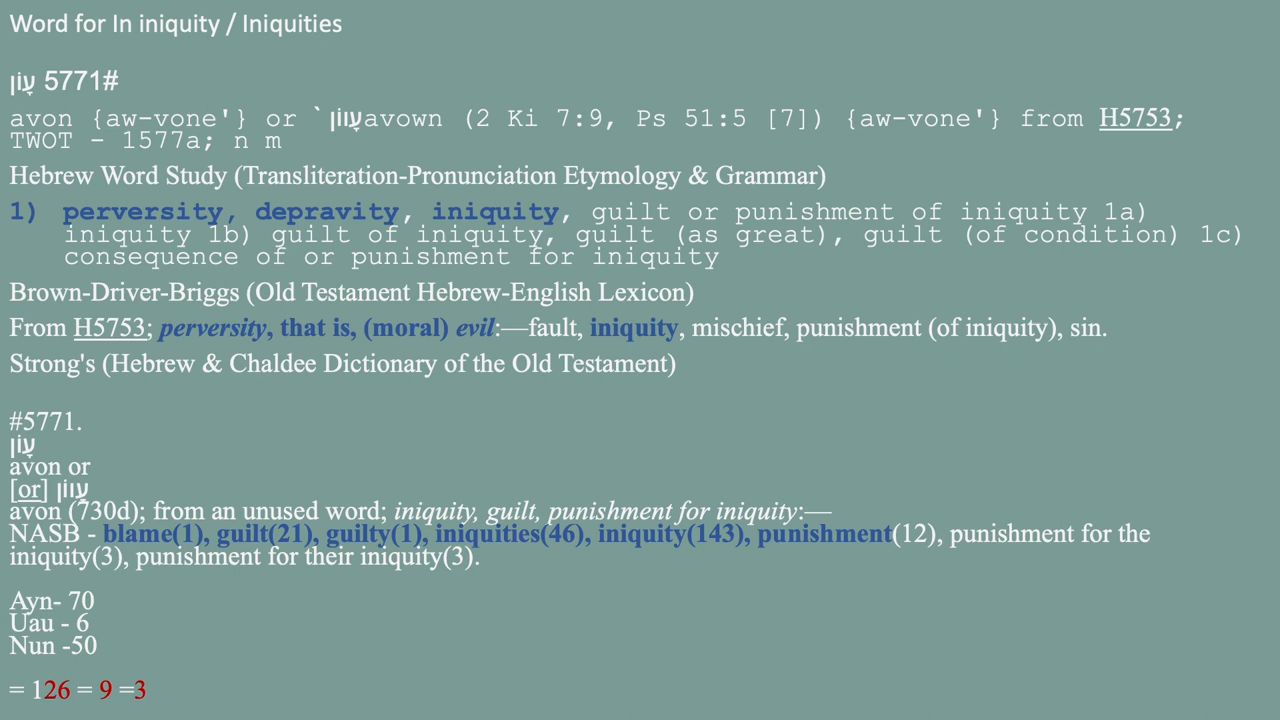 Word for In iniquity / Iniquities
עָוֺן 5771#
avon {aw-vone'} or `עָווֹןavown (2 Ki 7:9, Ps 51:5 [7]) {aw-vone'} from H5753;
TWOT - 1577a; n m
Hebrew Word Study (Transliteration-Pronunciation Etymology & Grammar)
1) perversity, depravity, iniquity, guilt or punishment of iniquity 1a)
iniquity 1b) guilt of iniquity, guilt (as great), guilt (of condition) 1c)
consequence of or punishment for iniquity
Brown-Driver-Briggs (Old Testament Hebrew-English Lexicon)
From H5753; perversity, that is, (moral) evil:—fault, iniquity, mischief, punishment (of iniquity), sin.
Strong's (Hebrew & Chaldee Dictionary of the Old Testament)
#5771.
עָוֺן
avon or
[or] עָווֹן
avon (730d); from an unused word; iniquity, guilt, punishment for iniquity:—
NASB - blame(1), guilt(21), guilty(1), iniquities(46), iniquity(143), punishment(12), punishment for the
iniquity(3), punishment for their iniquity(3).
Ayn- 70
Uau - 6
Nun -50
= 126 = 9 =3